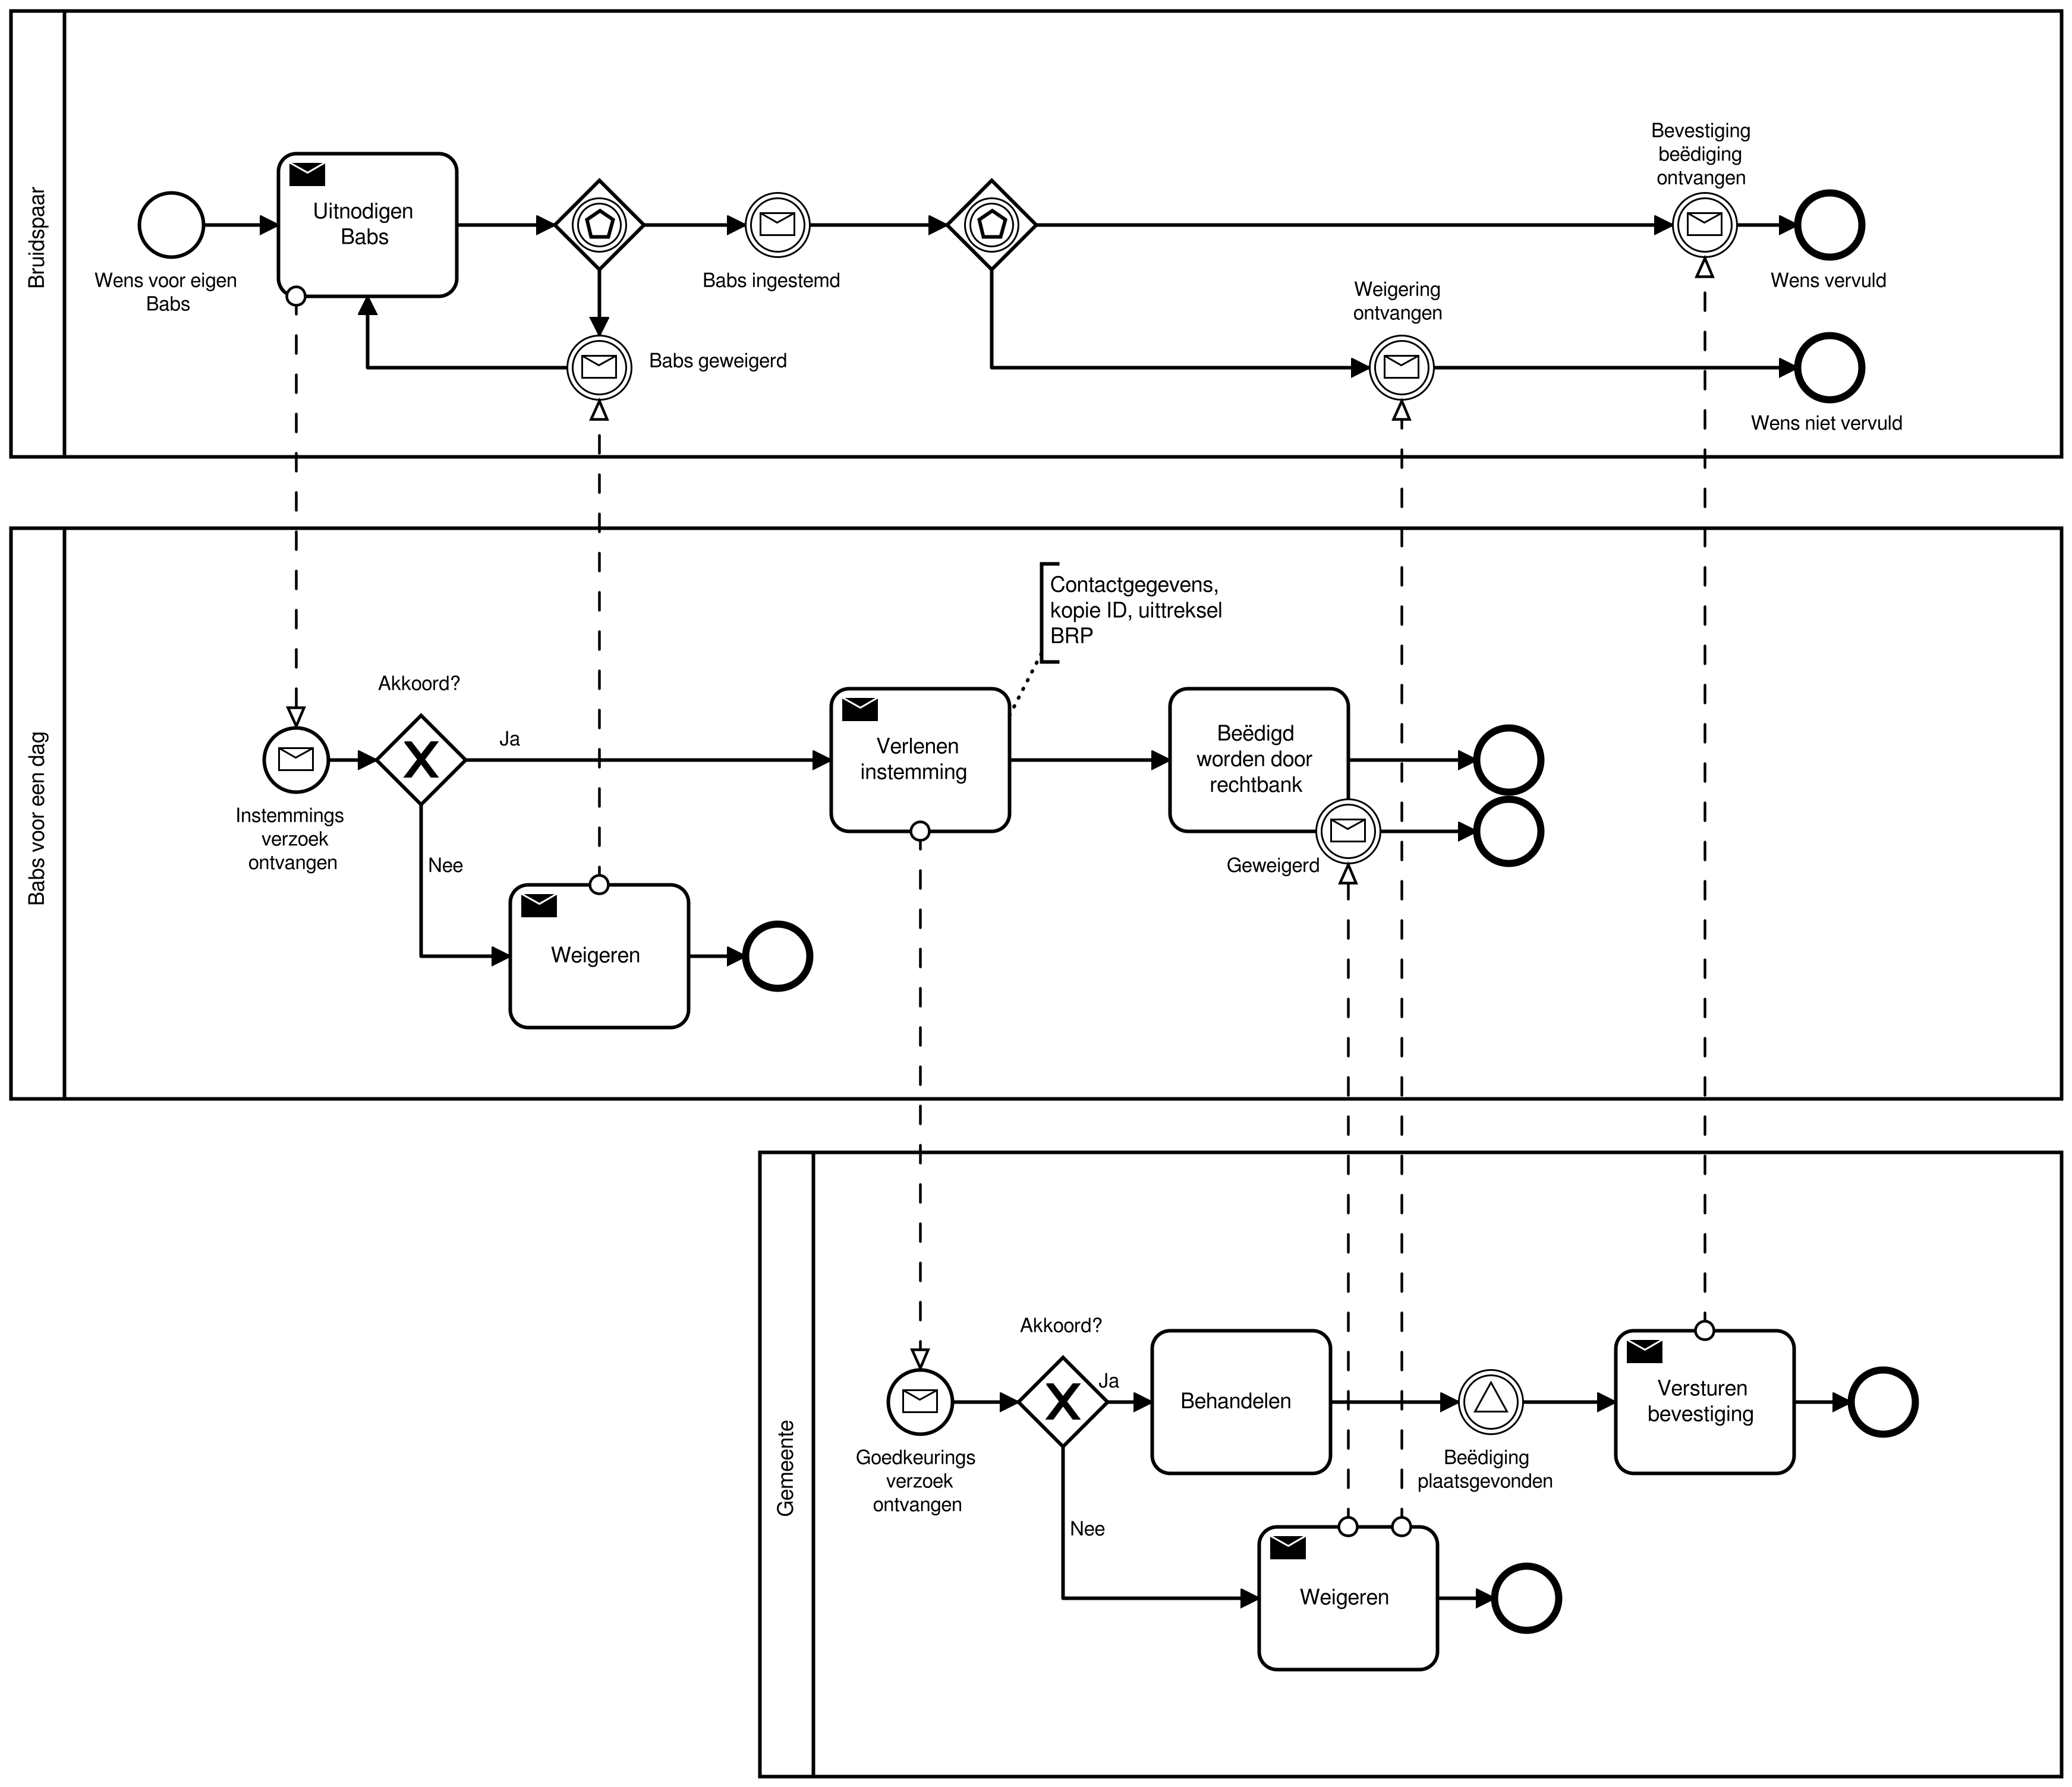 Bruidspaar
Wens voor eigen
Babs
Uitnodigen
Babs
Babs geweigerd
Babs ingestemd
Weigering
ontvangen
Bevestiging
beëdiging
ontvangen
Wens vervuld
Wens niet vervuld
Babs voor een dag
Instemmings
verzoek
ontvangen
Akkoord?
Ja
Nee
Weigeren
Verlenen
instemming
Contactgegevens,
kopie ID, uittreksel
BRP
Beëdigd
worden door
rechtbank
Geweigerd
Gemeente
Goedkeurings
verzoek
ontvangen
Akkoord?
Ja
Nee
Behandelen
Weigeren
Beëdiging
plaatsgevonden
Versturen
bevestiging